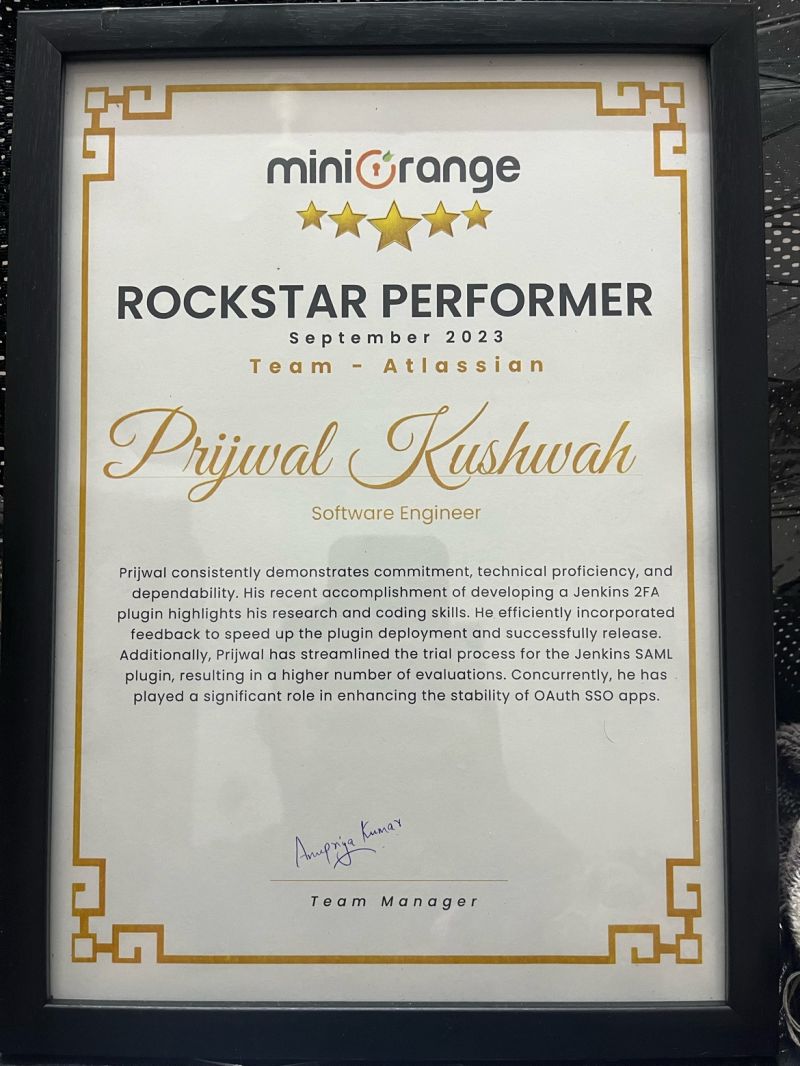 miniOrange
ROCKSTAR PERFORMER
September 2023
Team - Atlassian
Prijwal Kushwah
Software Engineer
Prijwal consistently demonstrates commitment, technical proficiency, and
dependability. His recent accomplishment of developing a Jenkins 2FA
plugin highlights his research and coding skills. He efficiently incorporated
feedback to speed up the plugin deployment and successfully release.
Additionally, Prijwal has streamlined the trial process for the Jenkins SAML
plugin, resulting in a higher number of evaluations. Concurrently, he has
played a significant role in enhancing the stability of OAuth SSO apps.
Anupriya Kumar
Team Manager